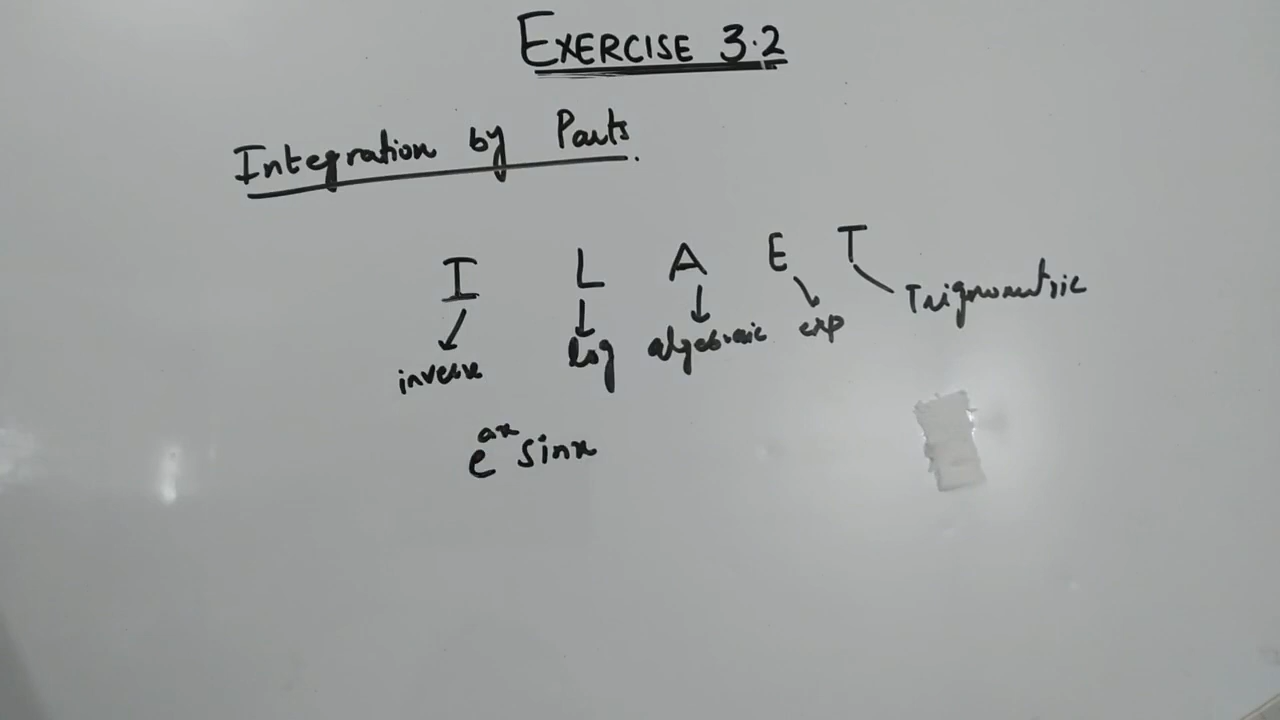 EXERCISE 3.2
Integration by Parts.
I L A E T
inverse log algebraic exp Trignometric
e^ax sinx